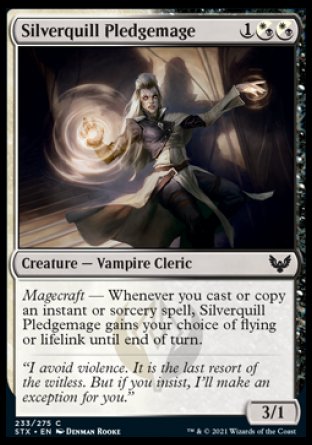 Silverquill Pledgemage 1
Creature — Vampire Cleric
Magecraft — Whenever you cast or copy
an instant or sorcery spell, Silverquill
Pledgemage gains your choice of flying
or lifelink until end of turn.
"I avoid violence. It is the last resort of
the witless. But if you insist, I'll make an
exception for you."
3/1
233/275 C
STX • EN Denman Rooke
™ & © 2021 Wizards of the Coast